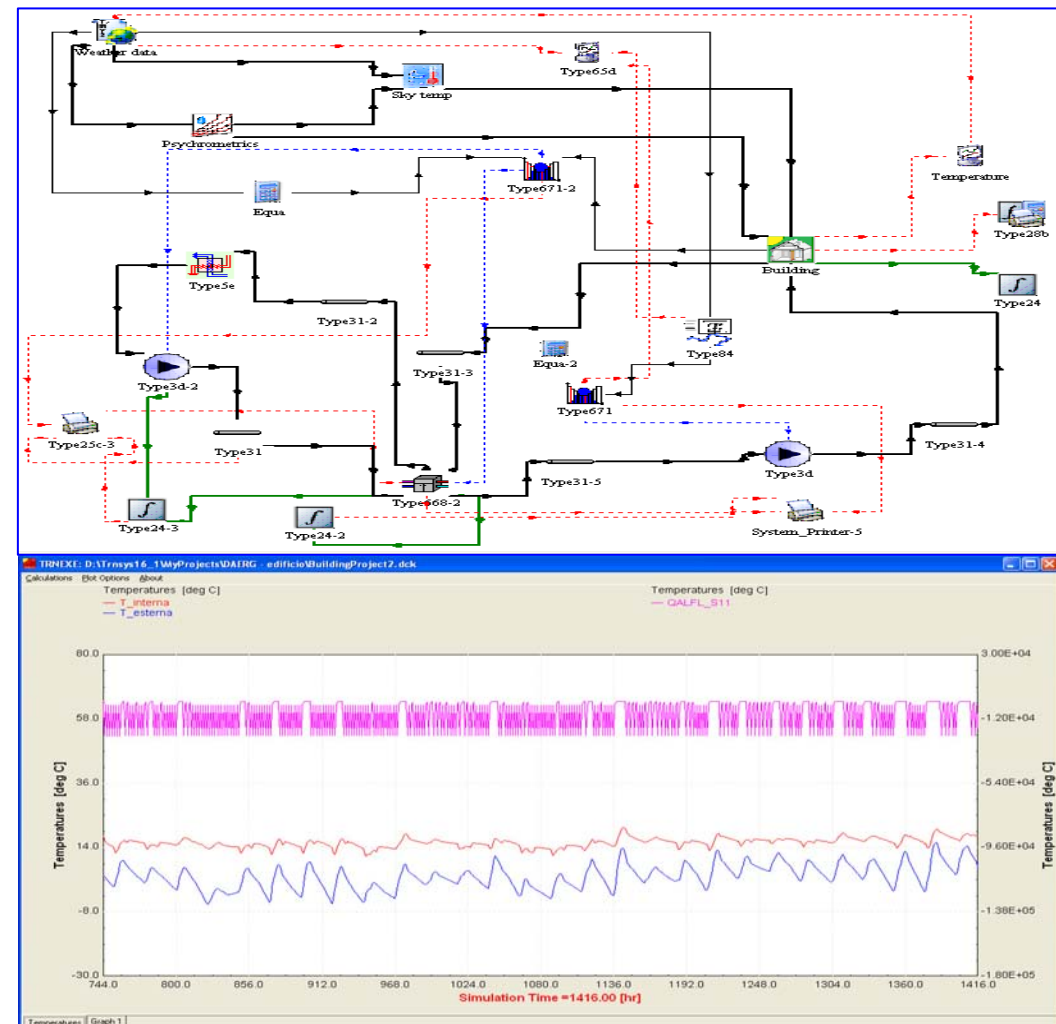 Weather data
Type65d
Sky temp
Psychrometrics
Temperature
Type671-2
Equa
Type28b
Building
Type5e
Type24
Type31-2
Type84
Equa-2
Type31-3
Type3d-2
Type671
Type25c-3
Type31
Type31-4
Type3d
Type31-5
Type668-2
Type24-3
Type24-2
System_Printer-5
TRNEXE: D:\Trnsys16_1\MyProjects\DAERG - edificio\BuildingProject2.dck
Calculations Plot Options About
Temperatures [deg C]
T_interna
T_esterna
Temperatures [deg C]
QALFL_S11
80.0
58.0
36.0
14.0
-8.0
-30.0
Temperatures [deg C]
3.00E+04
-1.20E+04
-5.40E+04
-9.60E+04
-1.38E+05
-1.80E+05
Temperatures [deg C]
744.0 800.0 856.0 912.0 968.0 1024.0 1080.0 1136.0 1192.0 1248.0 1304.0 1360.0 1416.0
Simulation Time =1416.00 [hr]
Temperatures Graph 1